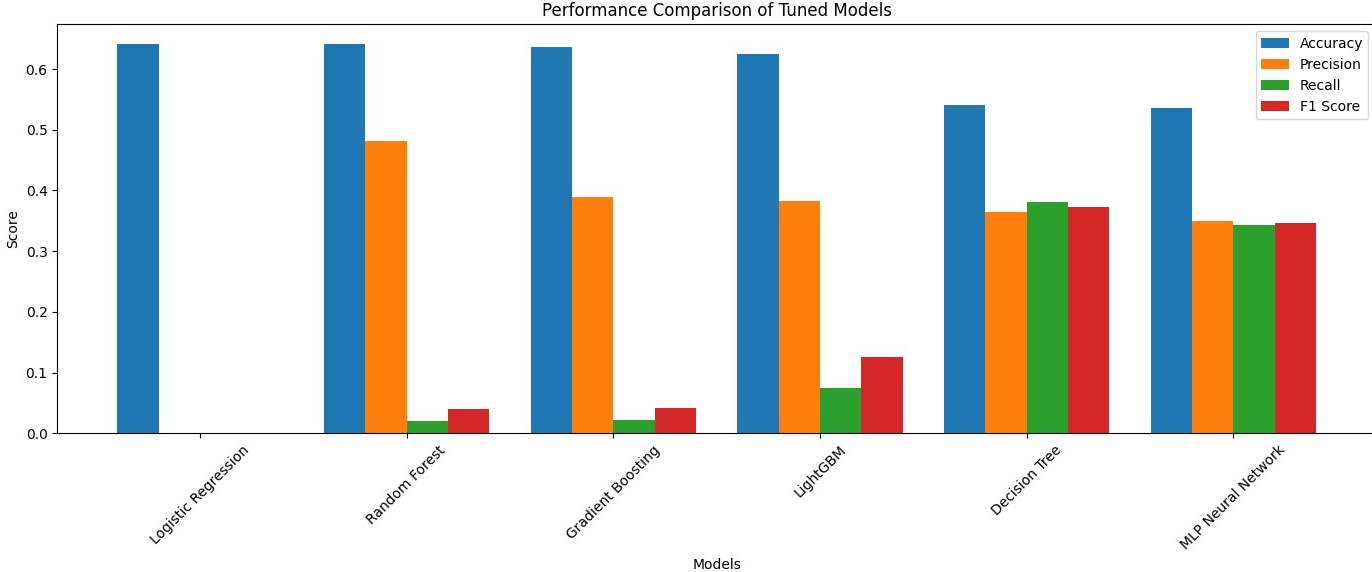 Performance Comparison of Tuned Models
Accuracy
Precision
Recall
F1 Score
Score
0.6
0.5
0.4
0.3
0.2
0.1
0.0
Logistic Regression
Random Forest
Gradient Boosting
LightGBM
Decision Tree
MLP Neural Network
Models